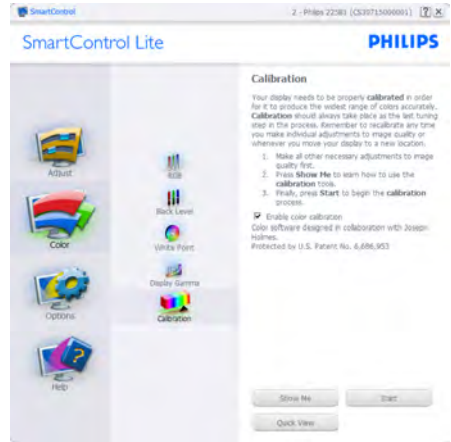 SmartControl
2 - Philips 225B1 (CS30715000001)
SmartControl Lite
PHILIPS
Adjust
Color
Options
Help
RGB
Black Level
White Point
Display Gamma
Calibration
Calibration
Your display needs to be properly calibrated in order
for it to produce the widest range of colors accurately.
Calibration should always take place as the last tuning
step in the process. Remember to recalibrate any time
you make individual adjustments to image quality or
whenever you move your display to a new location.
1. Make all other necessary adjustments to image
quality first.
2. Press Show Me to learn how to use the
calibration tools.
3. Finally, press Start to begin the calibration
process.
Enable color calibration
Color software designed in collaboration with Joseph
Holmes.
Protected by U.S. Patent No. 6,686,953
Show Me
Start
Quick View